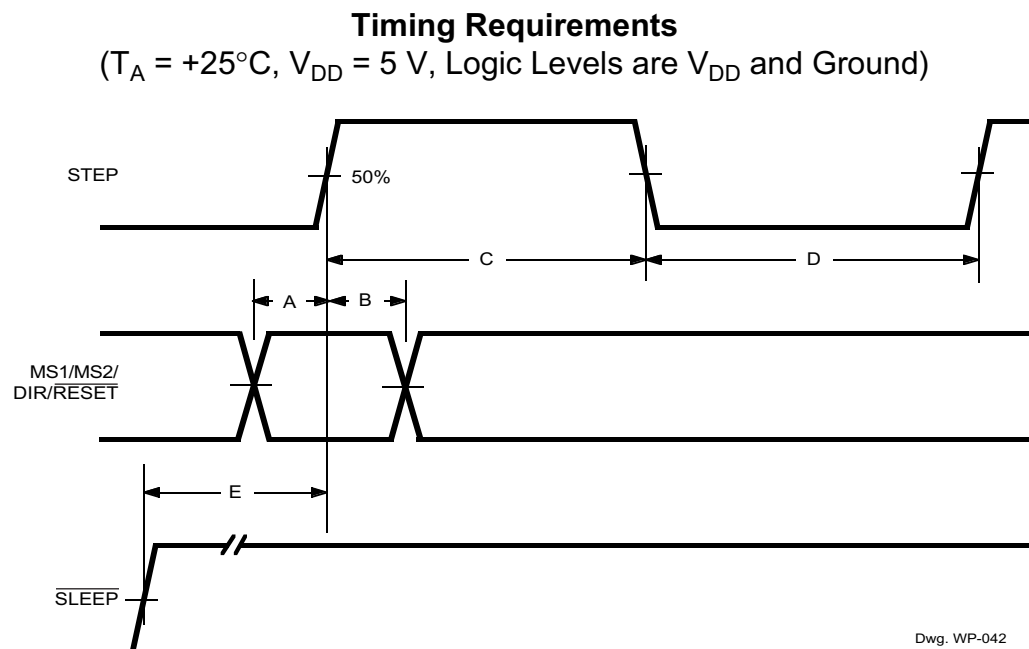 Timing Requirements
(TA = +25°C, VDD = 5 V, Logic Levels are VDD and Ground)
STEP
50%
C
D
A
B
MS1/MS2/
DIR/RESET
E
SLEEP
Dwg. WP-042